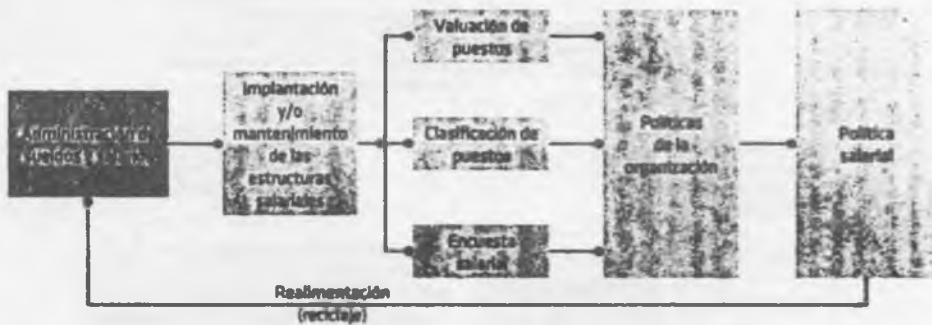 Administración de
sueldos y salarios
Implantación
y/o
mantenimiento
de las
estructuras
salariales
Valuación de
puestos
Clasificación de
puestos
Encuesta
salarial
Políticas
de la
organización
Política
salarial
Realimentación
(reciclaje)